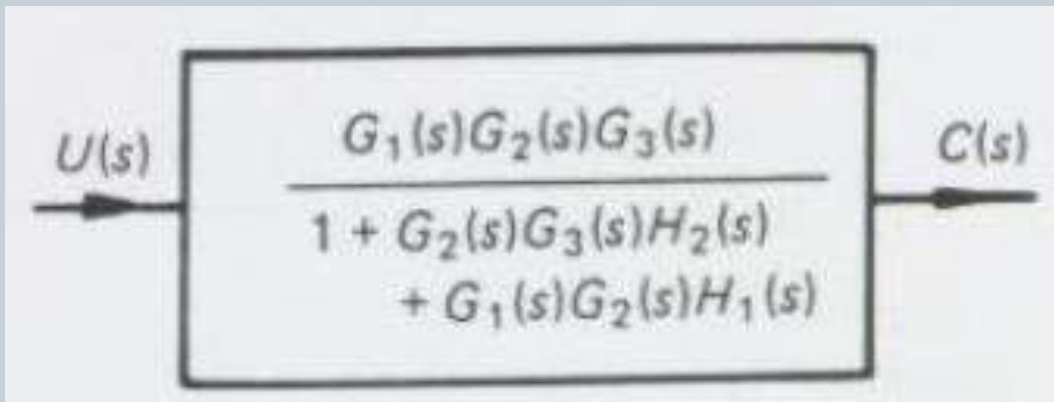 U(s)
G₁(s)G₂(s)G₃(s)
1 + G₂(s)G₃(s)H₂(s)
+ G₁(s)G₂(s)H₁(s)
C(s)